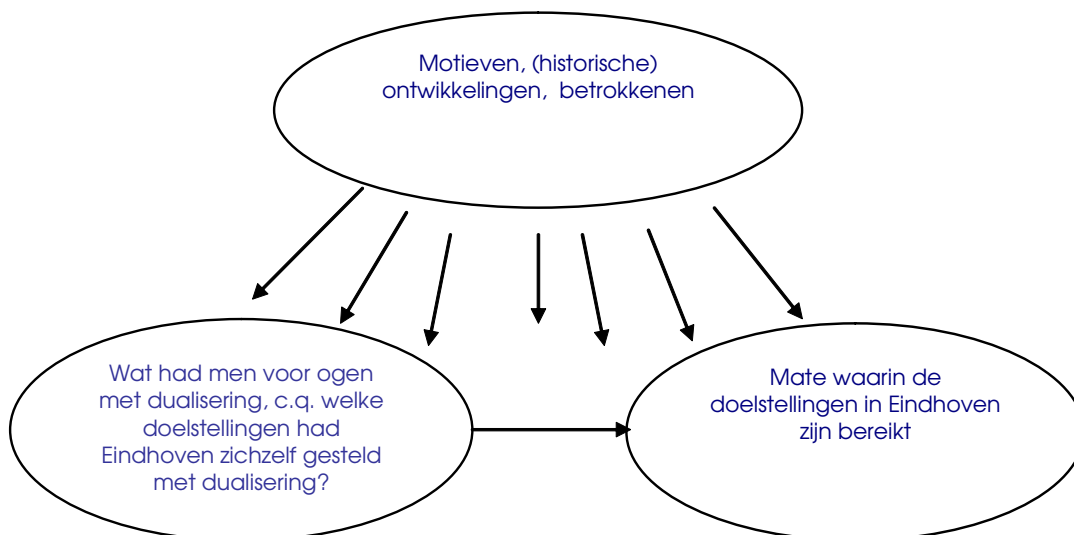 Motieven, (historische)
ontwikkelingen, betrokkenen
Wat had men voor ogen
met dualisering, c.q. welke
doelstellingen had
Eindhoven zichzelf gesteld
met dualisering?
Mate waarin de
doelstellingen in Eindhoven
zijn bereikt